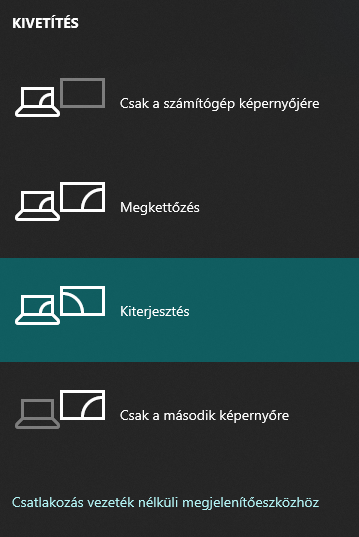 KIVETÍTÉS
Csak a számítógép képernyőjére
Megkettőzés
Kiterjesztés
Csak a második képernyőre
Csatlakozás vezeték nélküli megjelenítőeszközhöz